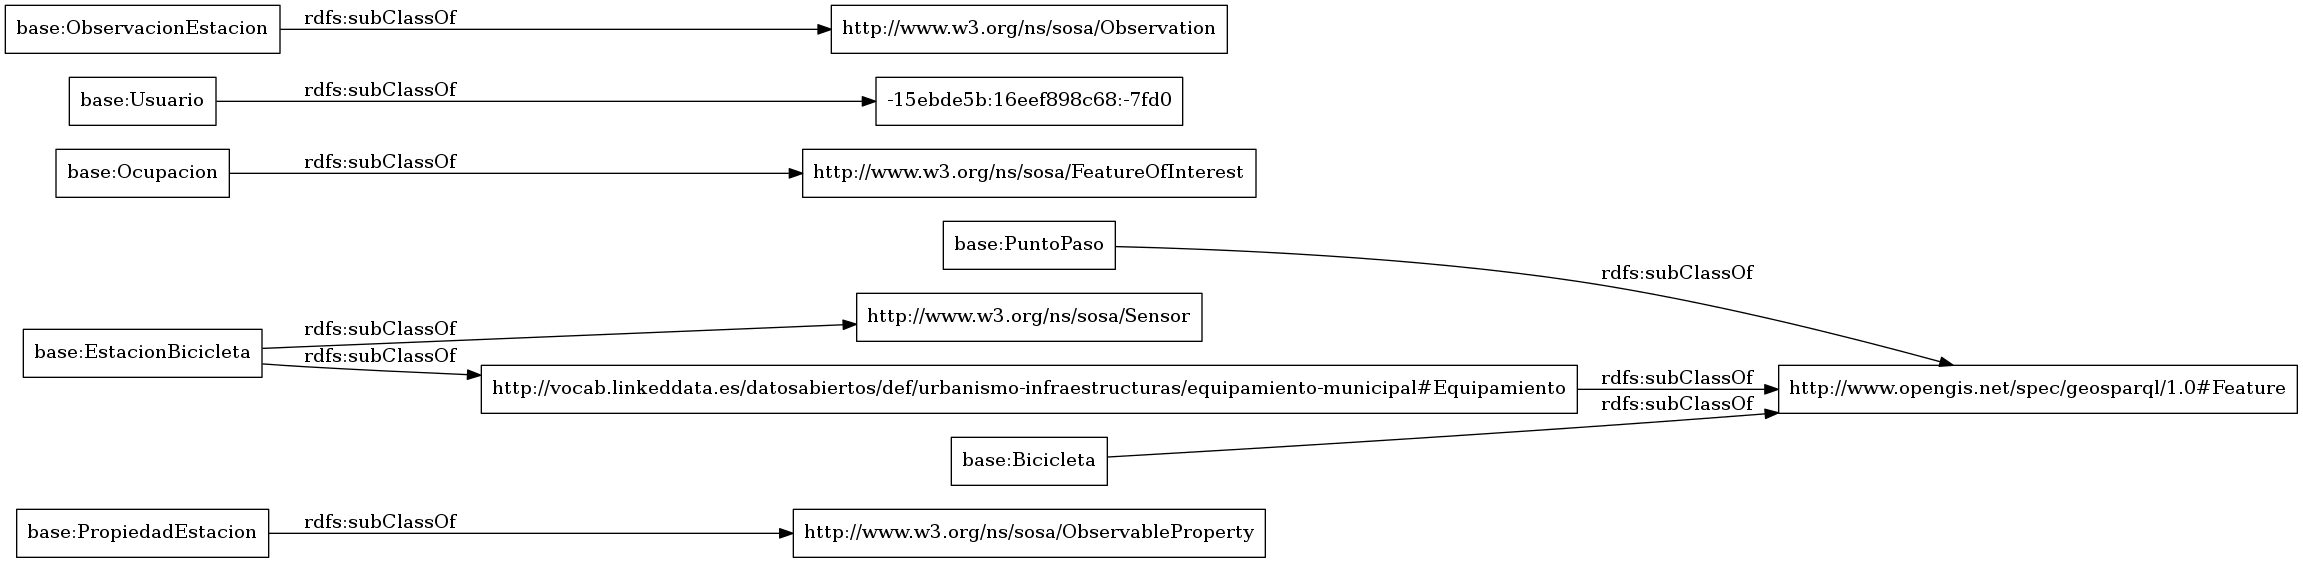 base:ObservacionEstacion
rdfs:subClassOf
http://www.w3.org/ns/sosa/Observation
base:Usuario
rdfs:subClassOf
-15ebde5b:16eef898c68:-7fd0
base:Ocupacion
rdfs:subClassOf
http://www.w3.org/ns/sosa/FeatureOfInterest
base:PuntoPaso
rdfs:subClassOf
base:EstacionBicicleta
rdfs:subClassOf
http://www.w3.org/ns/sosa/Sensor
rdfs:subClassOf
http://vocab.linkeddata.es/datosabiertos/def/urbanismo-infraestructuras/equipamiento-municipal#Equipamiento
rdfs:subClassOf
http://www.opengis.net/spec/geosparql/1.0#Feature
rdfs:subClassOf
base:Bicicleta
base:PropiedadEstacion
rdfs:subClassOf
http://www.w3.org/ns/sosa/ObservableProperty